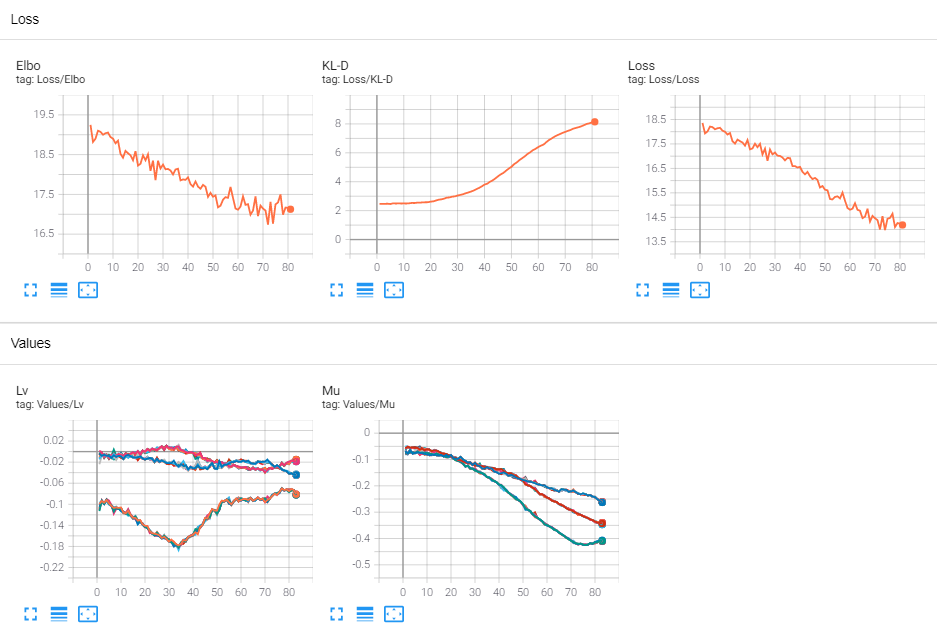 Loss
Elbo
tag: Loss/Elbo
19.5
18.5
17.5
16.5
0 10 20 30 40 50 60 70 80
KL-D
tag: Loss/KL-D
8
6
4
2
0
0 10 20 30 40 50 60 70 80
Loss
tag: Loss/Loss
18.5
17.5
16.5
15.5
14.5
13.5
0 10 20 30 40 50 60 70 80
Values
Lv
tag: Values/Lv
0.02
-0.02
-0.06
-0.1
-0.14
-0.18
-0.22
0 10 20 30 40 50 60 70 80
Mu
tag: Values/Mu
0
-0.1
-0.2
-0.3
-0.4
-0.5
0 10 20 30 40 50 60 70 80